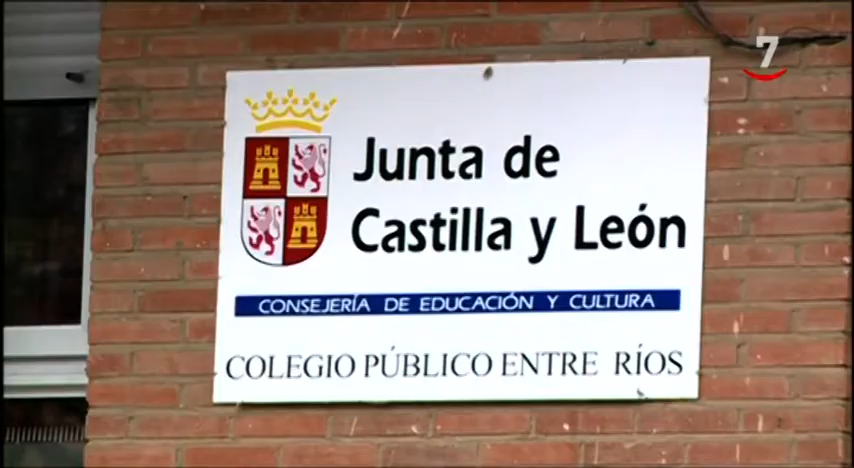 7
Junta de
Castilla y León
CONSEJERÍA DE EDUCACIÓN Y CULTURA
COLEGIO PÚBLICO ENTRE RÍOS